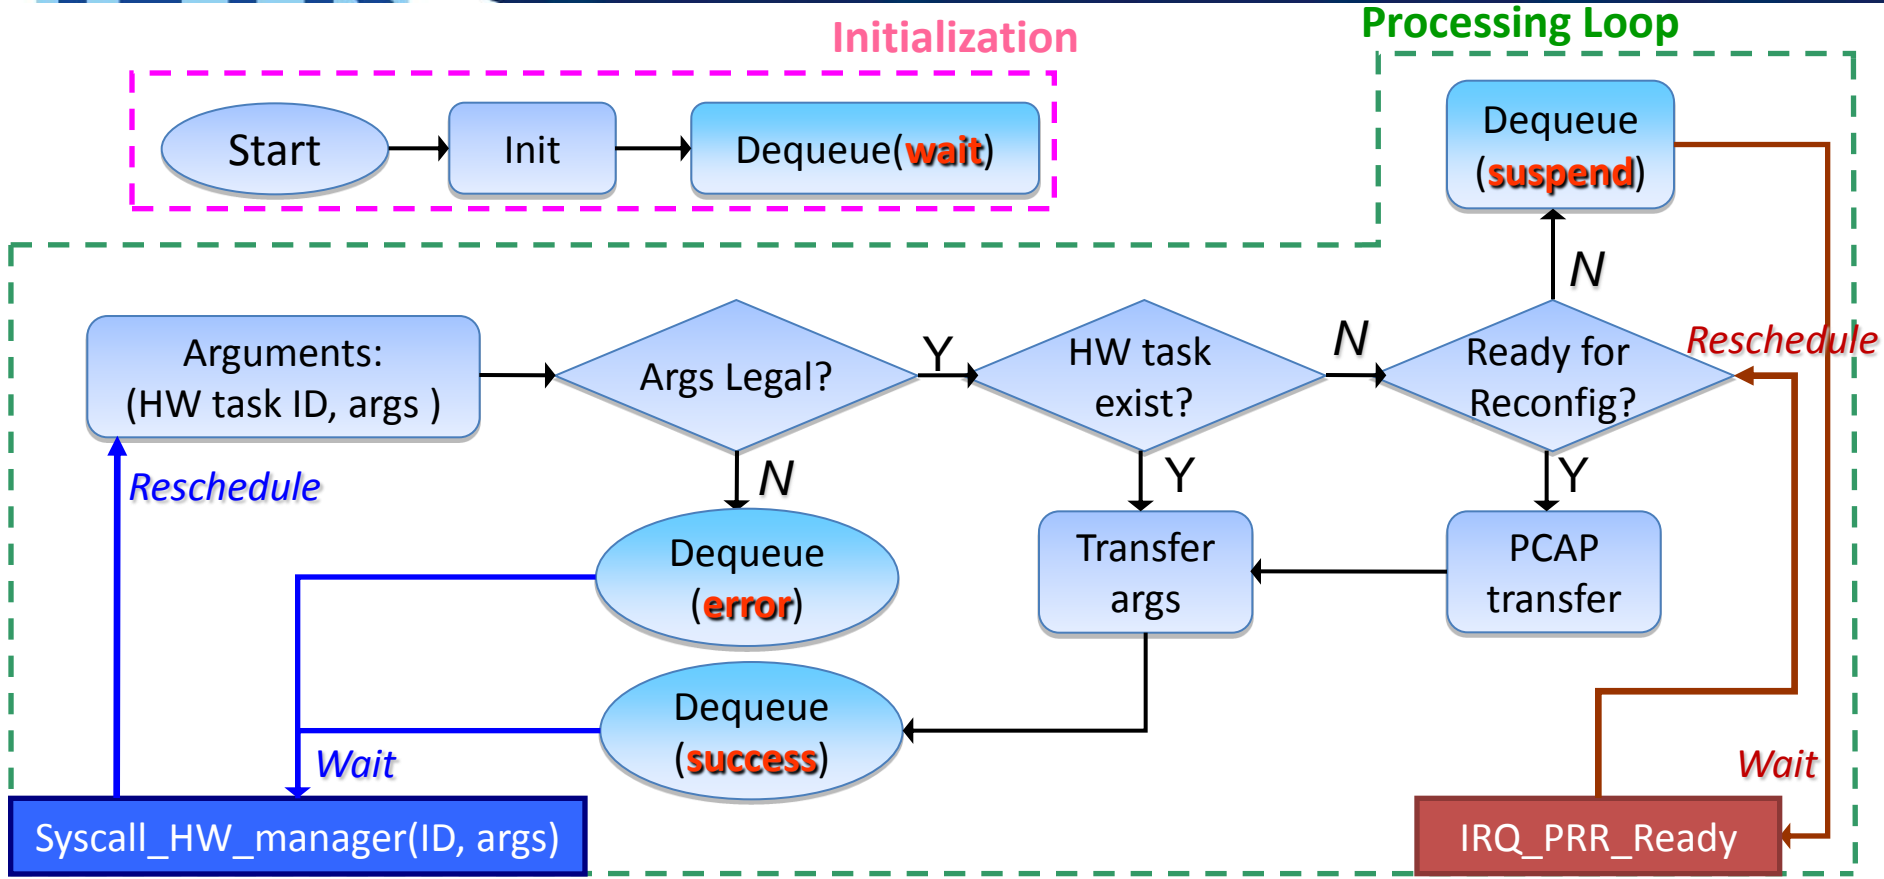 Initialization
Processing Loop
Start
Init
Dequeue(wait)
Dequeue
(suspend)
N
Arguments:
(HW task ID, args )
Args Legal?
Y
HW task
exist?
N
Ready for
Reconfig?
Reschedule
Reschedule
N
Y
Y
Dequeue
(error)
Transfer
args
PCAP
transfer
Dequeue
(success)
Wait
Wait
Syscall_HW_manager(ID, args)
IRQ_PRR_Ready